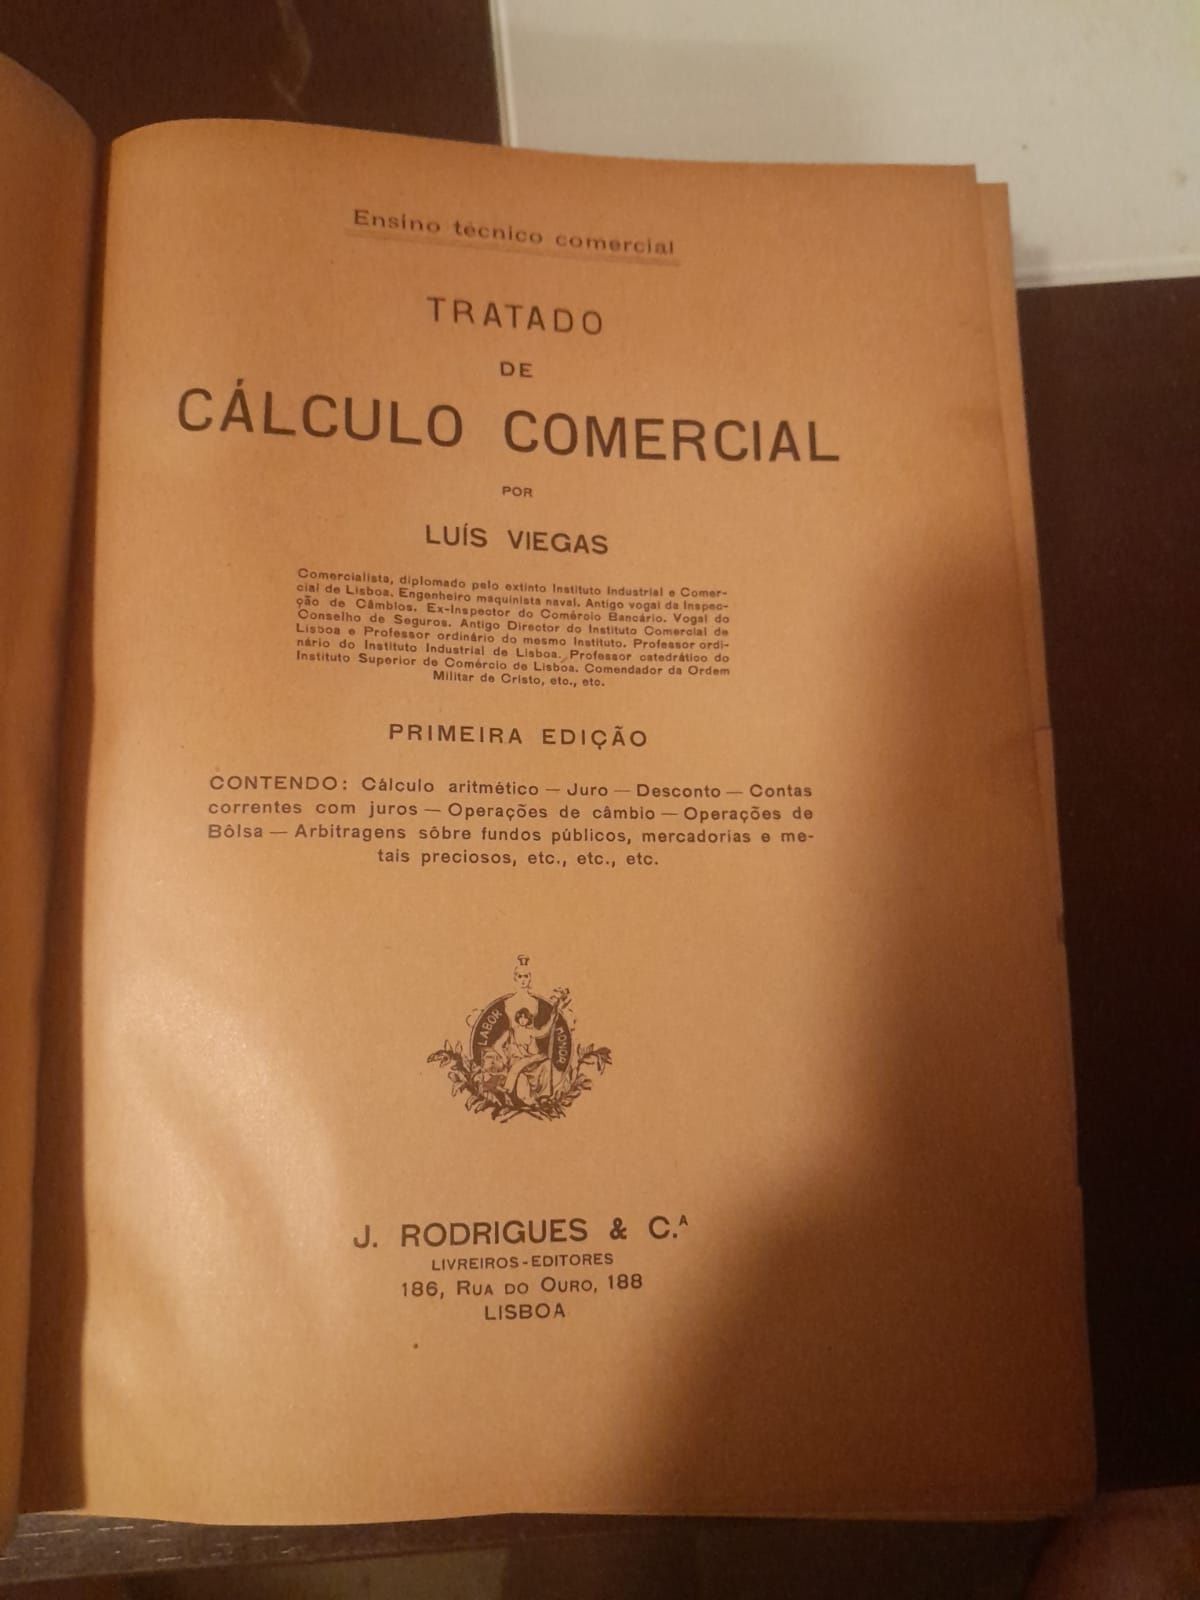 Ensino técnico comercial
TRATADO
DE
CÁLCULO COMERCIAL
POR
LUÍS VIEGAS
Comercialista, diplomado pelo extinto Instituto Industrial e Comer-
cial de Lisboa. Engenheiro maquinista naval. Antigo vogal da Inspec-
ção de Câmbios. Ex-Inspector do Comércio Bancário. Vogal do
Conselho de Seguros. Antigo Director do Instituto Comercial de
Lisboa e Professor ordinário do mesmo Instituto. Professor ordi-
nário do Instituto Industrial de Lisboa. Professor catedrático do
Instituto Superior de Comércio de Lisboa. Comendador da Ordem
Militar de Cristo, etc., etc.
PRIMEIRA EDIÇÃO
CONTENDO: Cálculo aritmético — Juro — Desconto — Contas
correntes com juros — Operações de câmbio — Operações de
Bôlsa — Arbitragens sôbre fundos públicos, mercadorias e me-
tais preciosos, etc., etc., etc.
LABOR
J. RODRIGUES & C.ᴬ
LIVREIROS-EDITORES
186, RUA DO OURO, 188
LISBOA